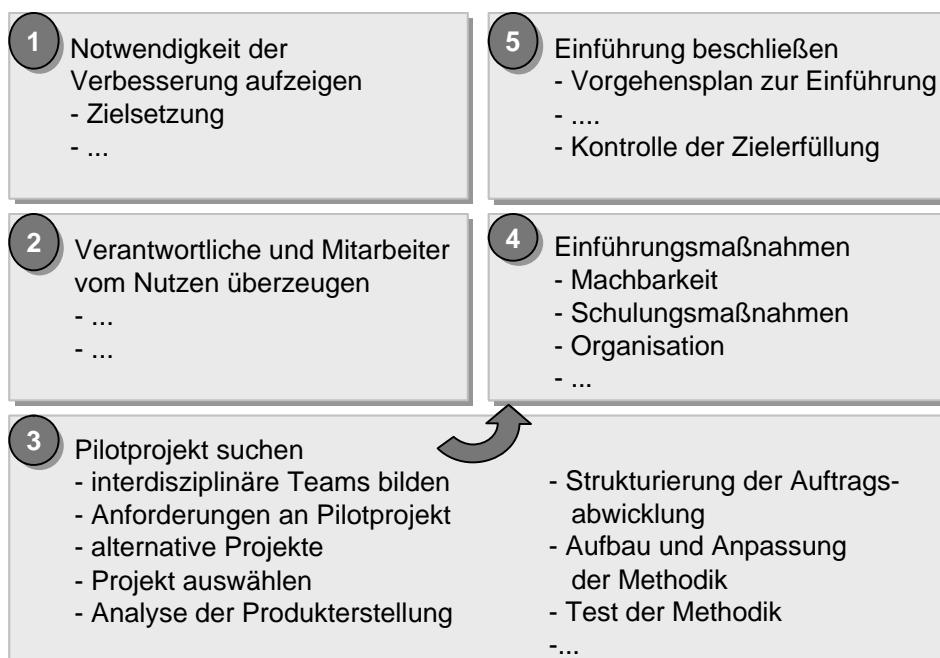 1
Notwendigkeit der
Verbesserung aufzeigen
- Zielsetzung
- ...
2
Verantwortliche und Mitarbeiter
vom Nutzen überzeugen
- ...
- ...
3
Pilotprojekt suchen
- interdisziplinäre Teams bilden
- Anforderungen an Pilotprojekt
- alternative Projekte
- Projekt auswählen
- Analyse der Produkterstellung
- Strukturierung der Auftrags-
abwicklung
- Aufbau und Anpassung
der Methodik
- Test der Methodik
-...
4
Einführungsmaßnahmen
- Machbarkeit
- Schulungsmaßnahmen
- Organisation
- ...
5
Einführung beschließen
- Vorgehensplan zur Einführung
- ....
- Kontrolle der Zielerfüllung